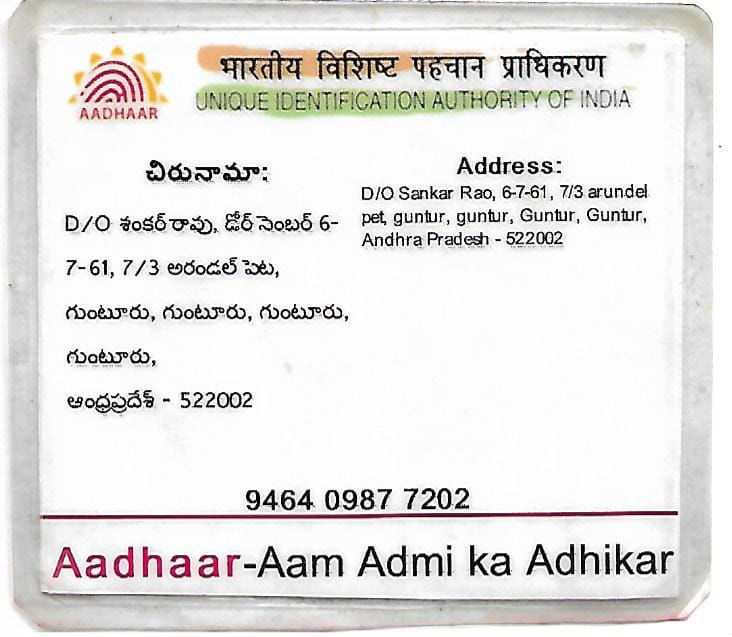 भारतीय विशिष्ट पहचान प्राधिकरण
UNIQUE IDENTIFICATION AUTHORITY OF INDIA
AADHAAR
చిరునామా:
D/O శంకర్ రావు, డోర్ నెంబర్ 6-
7-61, 7/3 అరండల్ పెట,
గుంటూరు, గుంటూరు, గుంటూరు,
గుంటూరు,
ఆంధ్రప్రదేశ్ - 522002
Address:
D/O Sankar Rao, 6-7-61, 7/3 arundel
pet, guntur, guntur, Guntur, Guntur,
Andhra Pradesh - 522002
9464 0987 7202
Aadhaar-Aam Admi ka Adhikar